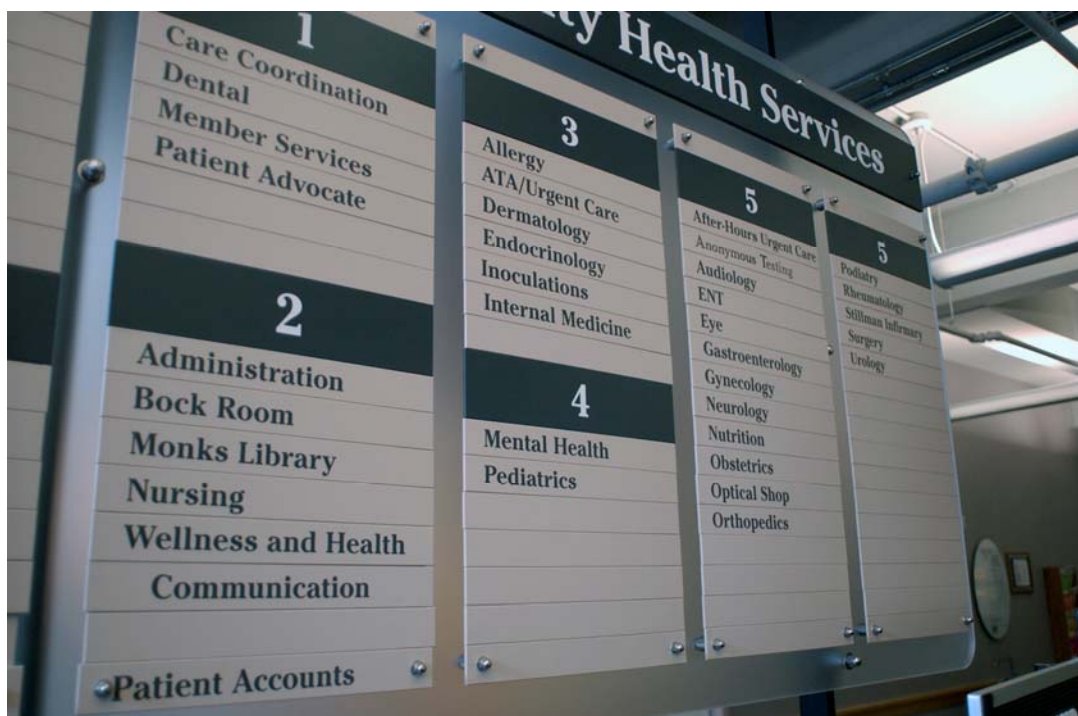 ity Health Services
1
Care Coordination
Dental
Member Services
Patient Advocate
2
Administration
Bock Room
Monks Library
Nursing
Wellness and Health
Communication
Patient Accounts
3
Allergy
ATA/Urgent Care
Dermatology
Endocrinology
Inoculations
Internal Medicine
4
Mental Health
Pediatrics
5
After-Hours Urgent Care
Anonymous Testing
Audiology
ENT
Eye
Gastroenterology
Gynecology
Neurology
Nutrition
Obstetrics
Optical Shop
Orthopedics
5
Podiatry
Rheumatology
Stillman Infirmary
Surgery
Urology